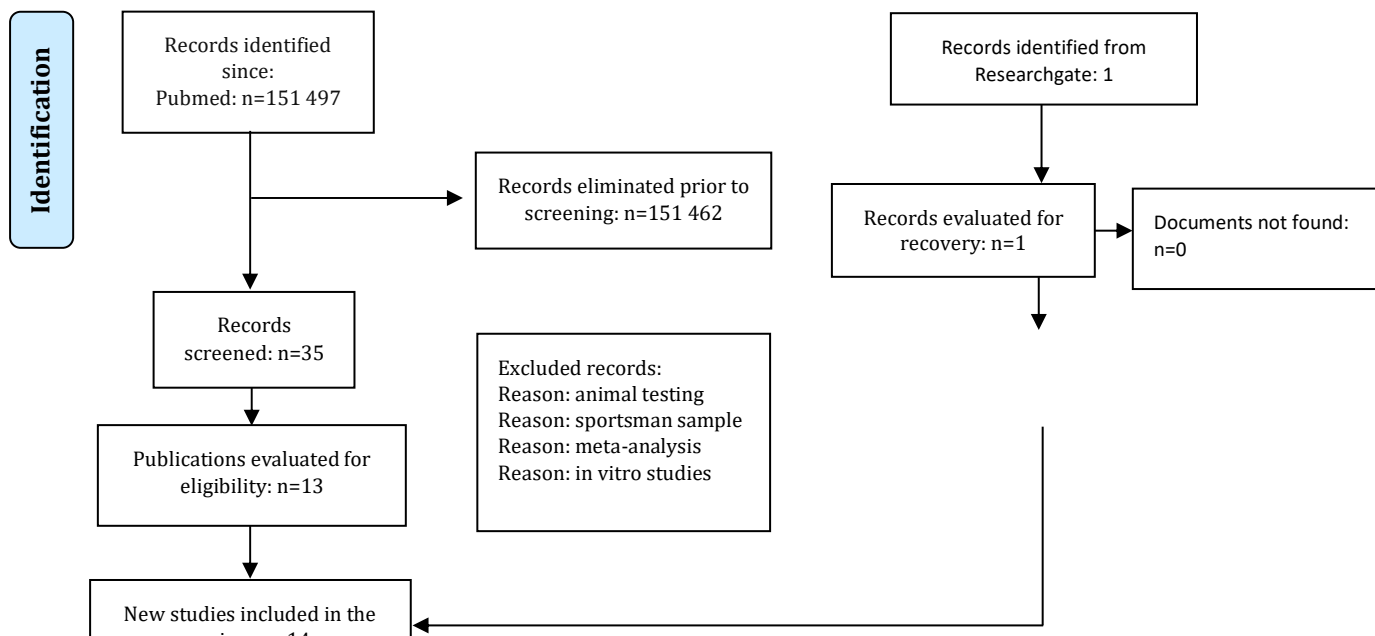 Identification
Records identified
since:
Pubmed: n=151 497
Records identified from
Researchgate: 1
Records eliminated prior to
screening: n=151 462
Records evaluated for
recovery: n=1
Documents not found:
n=0
Records
screened: n=35
Excluded records:
Reason: animal testing
Reason: sportsman sample
Reason: meta-analysis
Reason: in vitro studies
Publications evaluated for
eligibility: n=13
New studies included in the